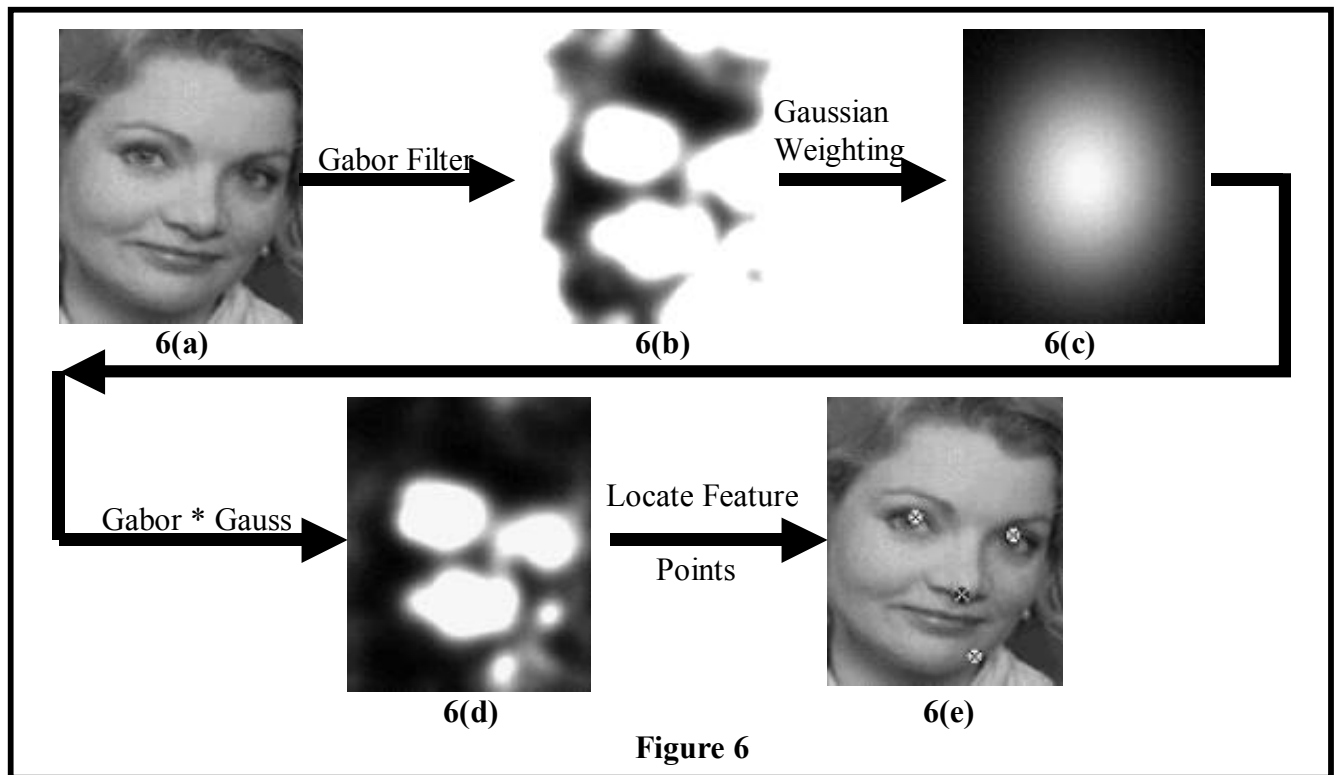 Gabor Filter
Gaussian
Weighting
6(a)
6(b)
6(c)
Gabor * Gauss
Locate Feature
Points
6(d)
6(e)
Figure 6